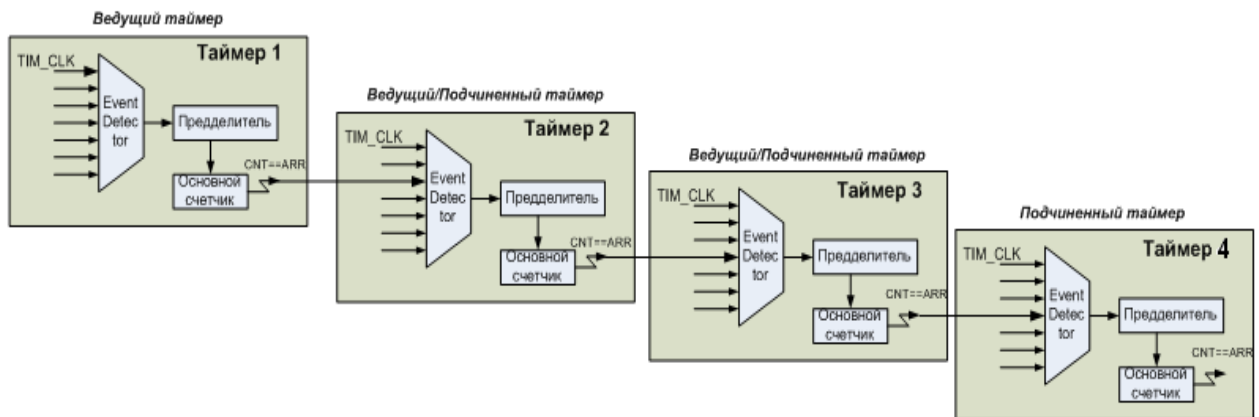 Ведущий таймер
Таймер 1
TIM_CLK
Event
Detec
tor
Предделитель
CNT==ARR
Основной
счетчик
Ведущий/Подчиненный таймер
Таймер 2
TIM_CLK
Event
Detec
tor
Предделитель
CNT==ARR
Основной
счетчик
Ведущий/Подчиненный таймер
Таймер 3
TIM_CLK
Event
Detec
tor
Предделитель
CNT==ARR
Основной
счетчик
Подчиненный таймер
Таймер 4
TIM_CLK
Event
Detec
tor
Предделитель
CNT==ARR
Основной
счетчик